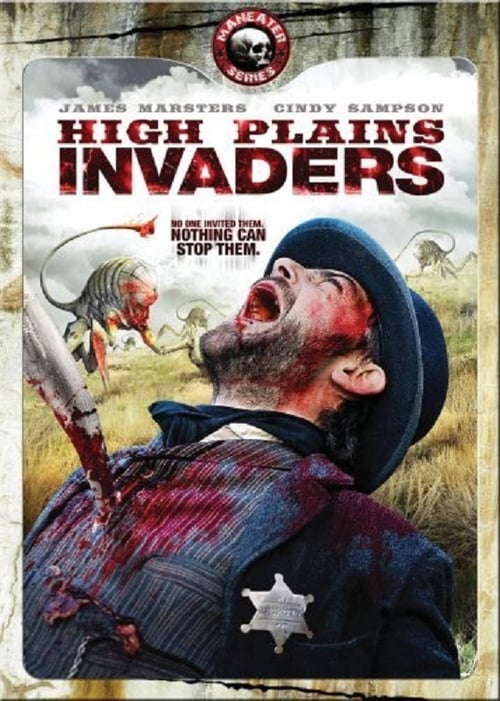 MANEATER
SERIES
JAMES MARSTERS CINDY SAMPSON
HIGH PLAINS
INVADERS
NO ONE INVITED THEM.
NOTHING CAN
STOP THEM.